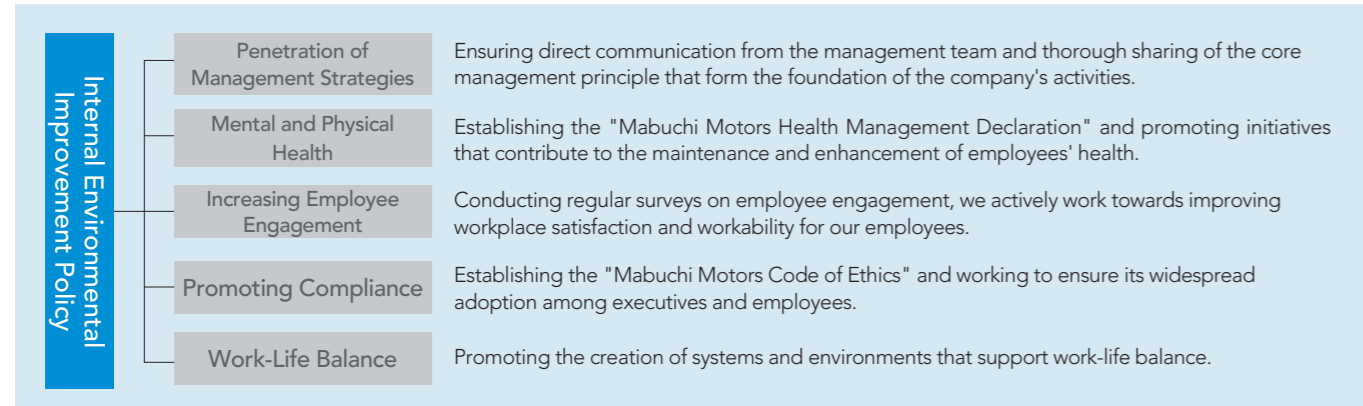 Internal Environmental
Improvement Policy
Penetration of
Management Strategies
Ensuring direct communication from the management team and thorough sharing of the core
management principle that form the foundation of the company's activities.
Mental and Physical
Health
Establishing the "Mabuchi Motors Health Management Declaration" and promoting initiatives
that contribute to the maintenance and enhancement of employees' health.
Increasing Employee
Engagement
Conducting regular surveys on employee engagement, we actively work towards improving
workplace satisfaction and workability for our employees.
Promoting Compliance
Establishing the "Mabuchi Motors Code of Ethics" and working to ensure its widespread
adoption among executives and employees.
Work-Life Balance
Promoting the creation of systems and environments that support work-life balance.